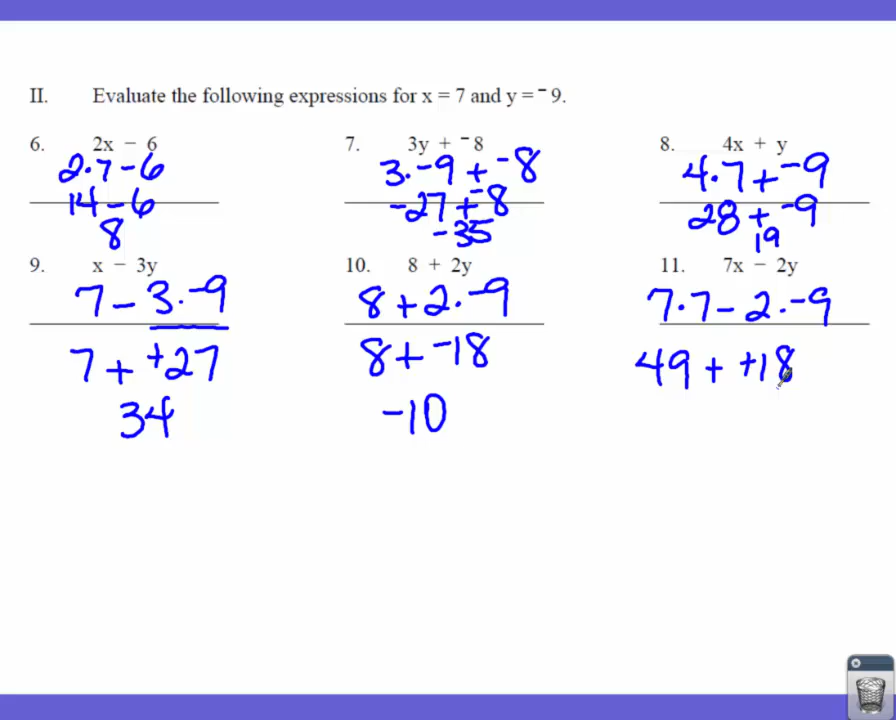 II. Evaluate the following expressions for x = 7 and y = ⁻9.
6. 2x − 6
2·7−6
14−6
8
7. 3y + ⁻8
3·-9 + -8
-27 + -8
-35
8. 4x + y
4·7 + -9
28 + -9
19
9. x − 3y
7 − 3·-9
7 + +27
34
10. 8 + 2y
8 + 2·-9
8 + -18
-10
11. 7x − 2y
7·7 − 2·-9
49 + +18